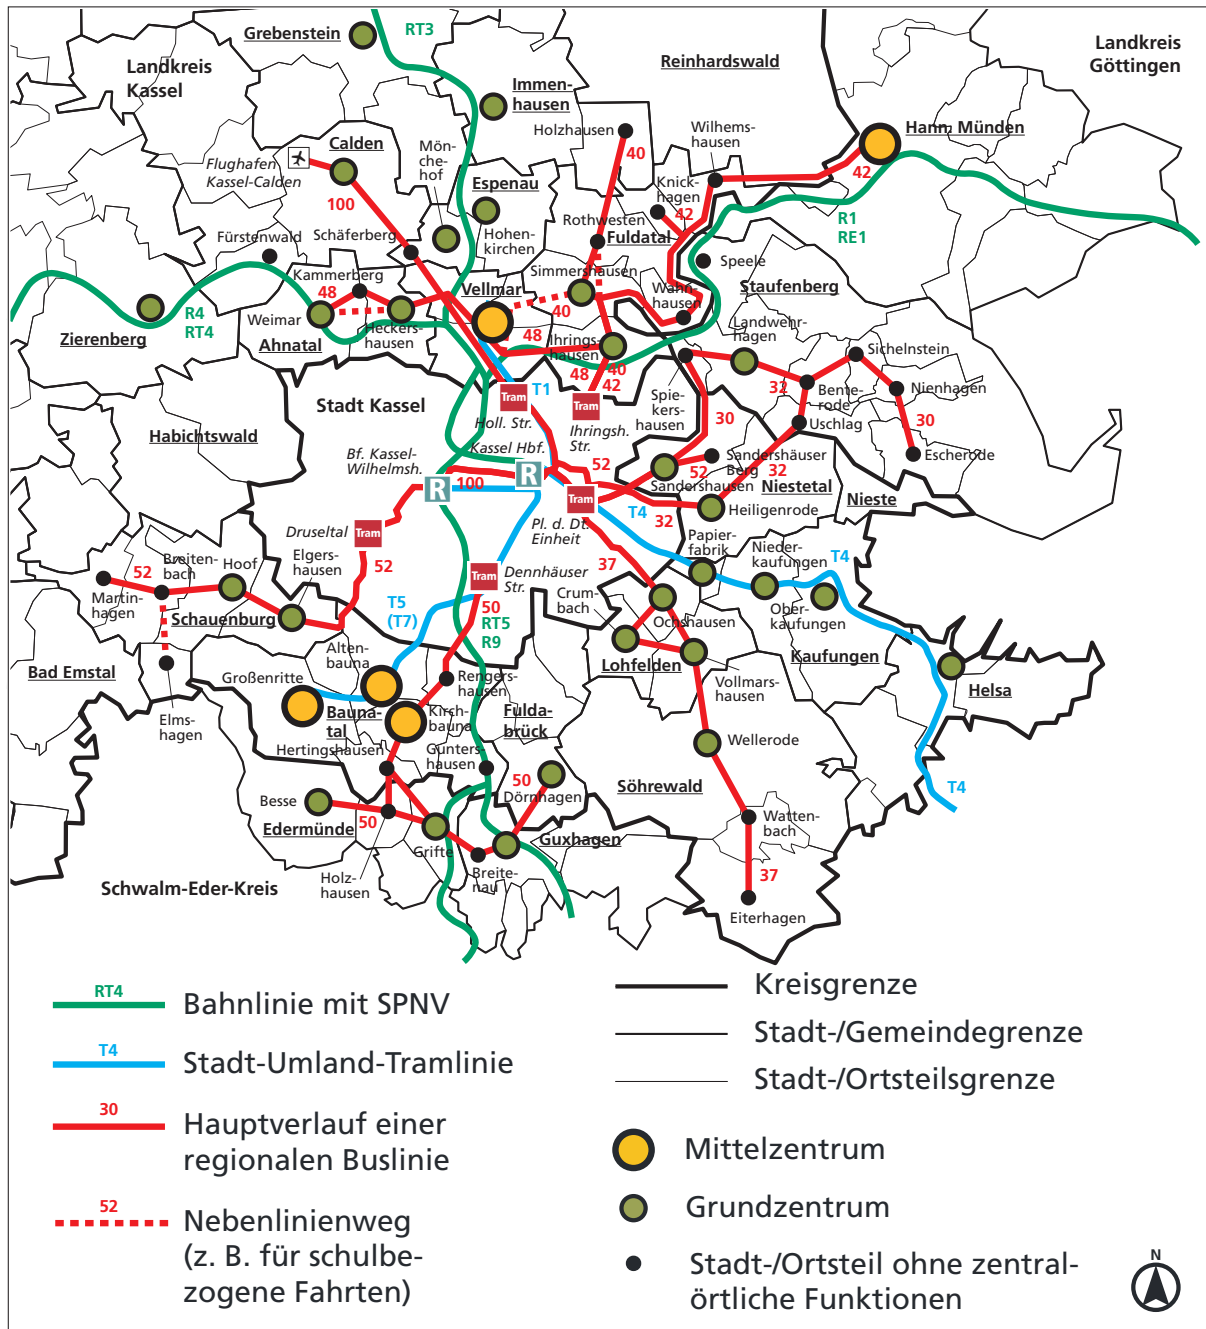 Grebenstein
RT3
Landkreis
Kassel
Reinhardswald
Landkreis
Göttingen
Immen-
hausen
Holzhausen
Wilhems-
hausen
Hann. Münden
Calden
Mön-
che-
hof
40
42
Flughafen
Kassel-Calden
Espenau
Knick-
hagen
42
100
Rothwesten
R1
RE1
Fürstenwald
Schäferberg
Hohen-
kirchen
Fuldatal
Speele
Kammerberg
Vellmar
Simmershausen
Staufenberg
48
Wahn-
hausen
R4
RT4
Weimar
Heckers-
hausen
40
Landwehr-
hagen
Zierenberg
Ahnatal
48
Ihrings-
hausen
Sichelnstein
48
40
42
T1
32
Bente-
rode
Nienhagen
Stadt Kassel
Tram
Tram
Spie-
kers-
hausen
30
Uschlag
30
Habichtswald
Holl. Str.
Ihringsh.
Str.
Bf. Kassel-
Wilhelmsh.
Kassel Hbf.
52
Sandershäuser
Berg
Escherode
R
100
R
52
32
Sandershausen
Niestetal
Nieste
Tram
T4
32
Heiligenrode
Druseltal
Tram
Pl. d. Dt.
Einheit
Papier-
fabrik
Nieder-
kaufungen
T4
Breiten-
bach
Hoof
Elgers-
hausen
52
37
52
Tram
Dennhäuser
Str.
Crum-
bach
Martin-
hagen
T5
(T7)
50
RT5
R9
Ochshausen
Ober-
kaufungen
Schauenburg
Kaufungen
Alten-
bauna
Lohfelden
Bad Emstal
Großenritte
Rengers-
hausen
Vollmars-
hausen
Helsa
Bauna-
tal
Kirch-
bauna
Fulda-
brück
Elms-
hagen
Hertingshausen
Gunters-
hausen
Wellerode
50
Söhrewald
T4
Besse
Dörnhagen
Edermünde
50
Watten-
bach
Grifte
Guxhagen
Schwalm-Eder-Kreis
Holz-
hausen
Breite-
nau
37
Eiterhagen
RT4
Bahnlinie mit SPNV
T4
Stadt-Umland-Tramlinie
30
Hauptverlauf einer
regionalen Buslinie
52
Nebenlinienweg
(z. B. für schulbe-
zogene Fahrten)
Kreisgrenze
Stadt-/Gemeindegrenze
Stadt-/Ortsteilsgrenze
Mittelzentrum
Grundzentrum
Stadt-/Ortsteil ohne zentral-
örtliche Funktionen
N